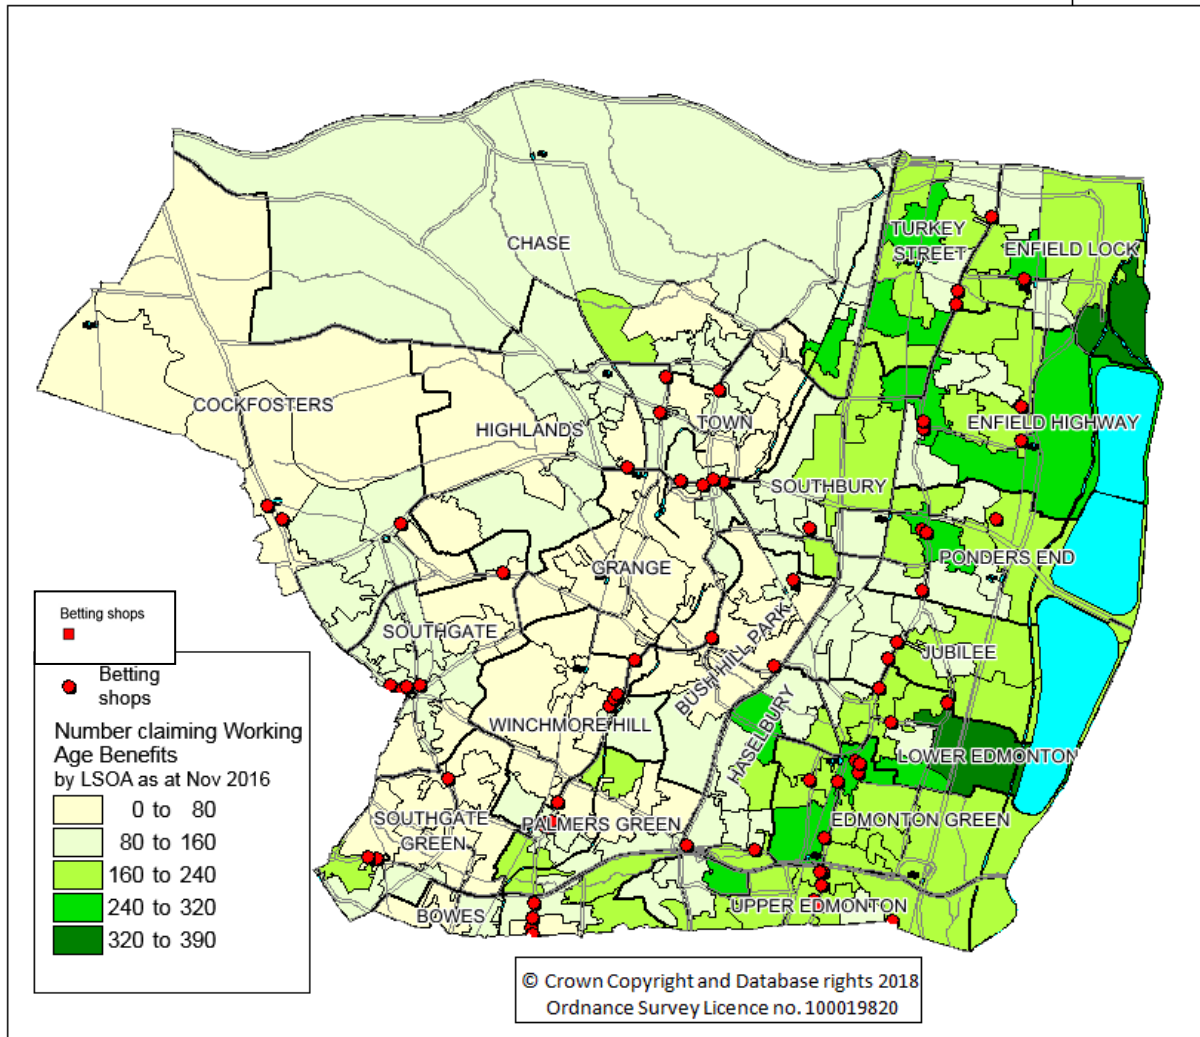 CHASE
TURKEY
STREET
ENFIELD LOCK
COCKFOSTERS
HIGHLANDS
TOWN
ENFIELD HIGHWAY
SOUTHBURY
GRANGE
PONDERS END
SOUTHGATE
BUSH HILL PARK
JUBILEE
WINCHMORE HILL
HASELBURY
LOWER EDMONTON
SOUTHGATE
GREEN
PALMERS GREEN
EDMONTON GREEN
BOWES
UPPER EDMONTON
Betting shops
Betting
shops
Number claiming Working
Age Benefits
by LSOA as at Nov 2016
0 to 80
80 to 160
160 to 240
240 to 320
320 to 390
© Crown Copyright and Database rights 2018
Ordnance Survey Licence no. 100019820